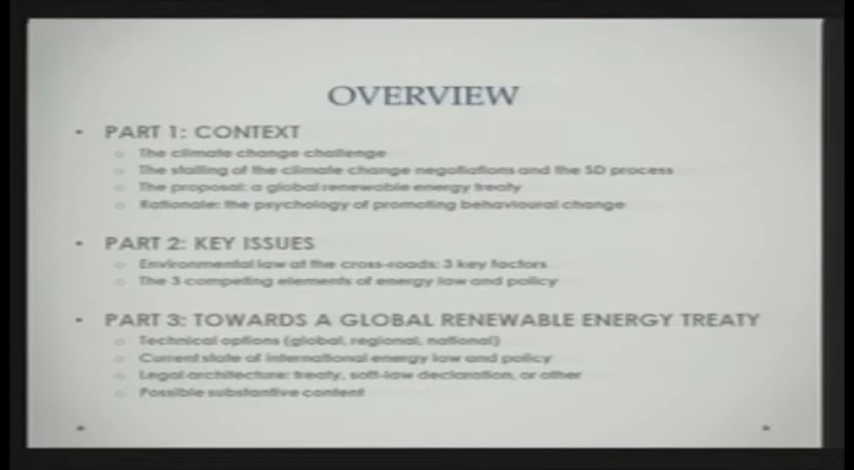 OVERVIEW
• PART 1: CONTEXT
○ The climate change challenge
○ The stalling of the climate change negotiations and the SD process
○ The proposal: a global renewable energy treaty
○ Rationale: the psychology of promoting behavioural change
• PART 2: KEY ISSUES
○ Environmental law at the cross-roads: 3 key factors
○ The 3 competing elements of energy law and policy
• PART 3: TOWARDS A GLOBAL RENEWABLE ENERGY TREATY
○ Technical options (global, regional, national)
○ Current state of international energy law and policy
○ Legal architecture: treaty, soft-law declaration, or other
○ Possible substantive content